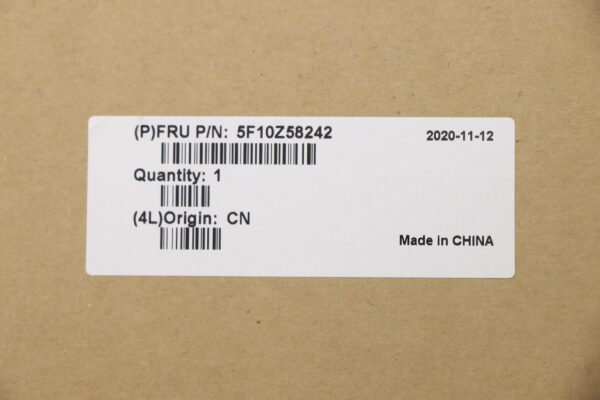 (P)FRU P/N: 5F10Z58242
2020-11-12
Quantity: 1
(4L)Origin: CN
Made in CHINA